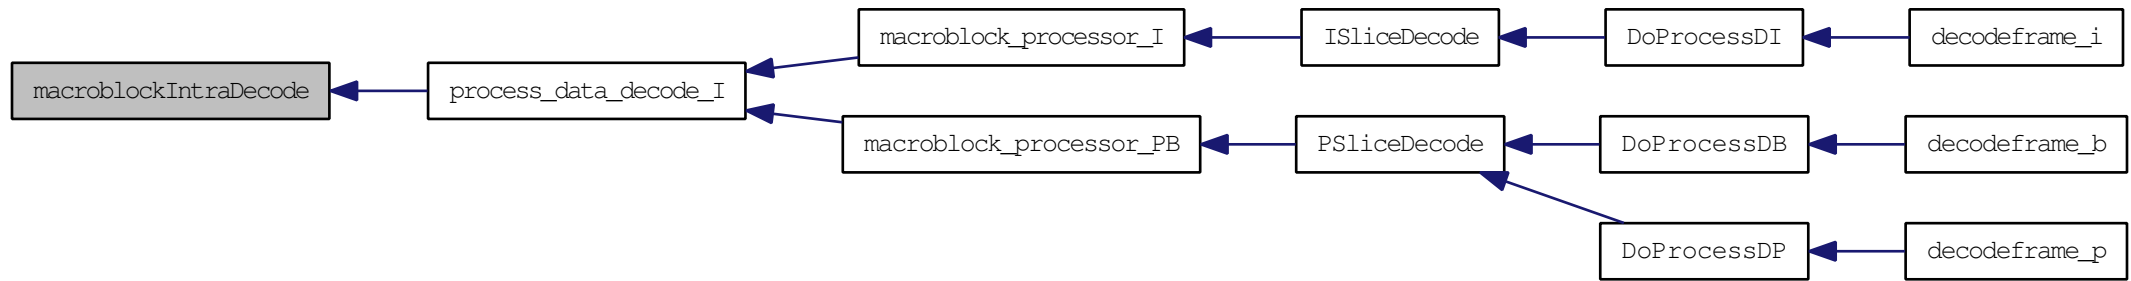 macroblock_processor_I
ISliceDecode
DoProcessDI
decodeframe_i
macroblockIntraDecode
process_data_decode_I
macroblock_processor_PB
PSliceDecode
DoProcessDB
decodeframe_b
DoProcessDP
decodeframe_p